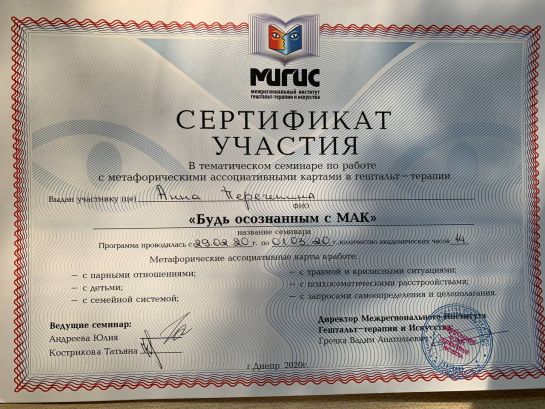 МИГИС
межрегиональный институт
гештальт-терапии и искусства
СЕРТИФИКАТ
УЧАСТИЯ
В тематическом семинаре по работе
с метафорическими ассоциативными картами в гештальт-терапии
Выдан участнику (це) Анна
ФИО
«Будь осознанным с МАК»
название семинара
Программа проводилась с 29.02.20 г. по 01.03.20 г. количество академических часов 14
Метафорические ассоциативные карты в работе:
– с парными отношениями;
– с детьми;
– с семейной системой;
– с травмой и кризисными ситуациями;
– с психосоматическими расстройствами;
– с запросами самоопределения и целеполагания.
Ведущие семинар:
Андреева Юлия
Кострикова Татьяна
Директор Межрегионального Института
Гештальт-терапии и Искусства:
Гречка Вадим Анатольевич
г.Днепр 2020г.